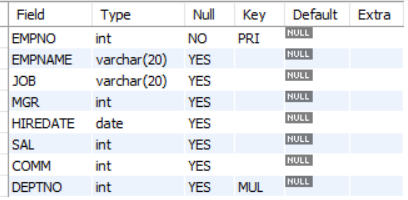 Field Type Null Key Default Extra
EMPNO int NO PRI NULL
EMPNAME varchar(20) YES NULL
JOB varchar(20) YES NULL
MGR int YES NULL
HIREDATE date YES NULL
SAL int YES NULL
COMM int YES NULL
DEPTNO int YES MUL NULL